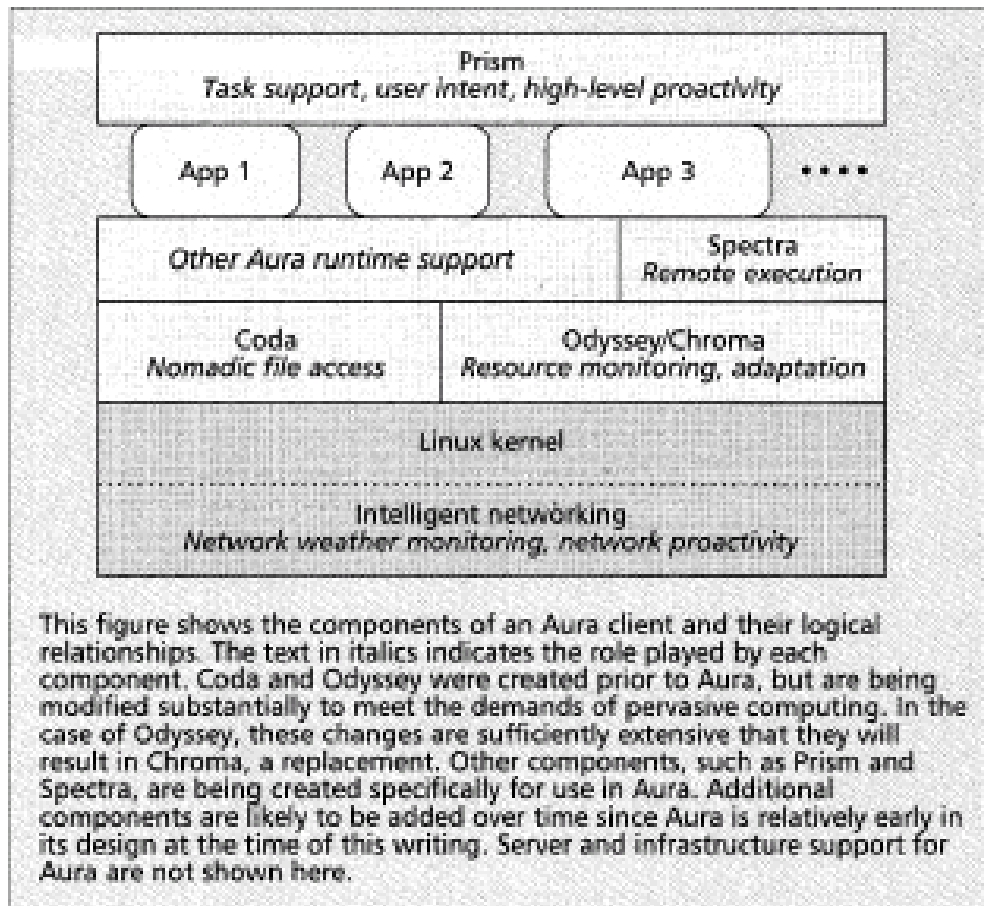 Prism
Task support, user intent, high-level proactivity
App 1 App 2 App 3 ••••
Other Aura runtime support
Spectra
Remote execution
Coda
Nomadic file access
Odyssey/Chroma
Resource monitoring, adaptation
Linux kernel
Intelligent networking
Network weather monitoring, network proactivity
This figure shows the components of an Aura client and their logical
relationships. The text in italics indicates the role played by each
component. Coda and Odyssey were created prior to Aura, but are being
modified substantially to meet the demands of pervasive computing. In the
case of Odyssey, these changes are sufficiently extensive that they will
result in Chroma, a replacement. Other components, such as Prism and
Spectra, are being created specifically for use in Aura. Additional
components are likely to be added over time since Aura is relatively early in
its design at the time of this writing. Server and infrastructure support for
Aura are not shown here.